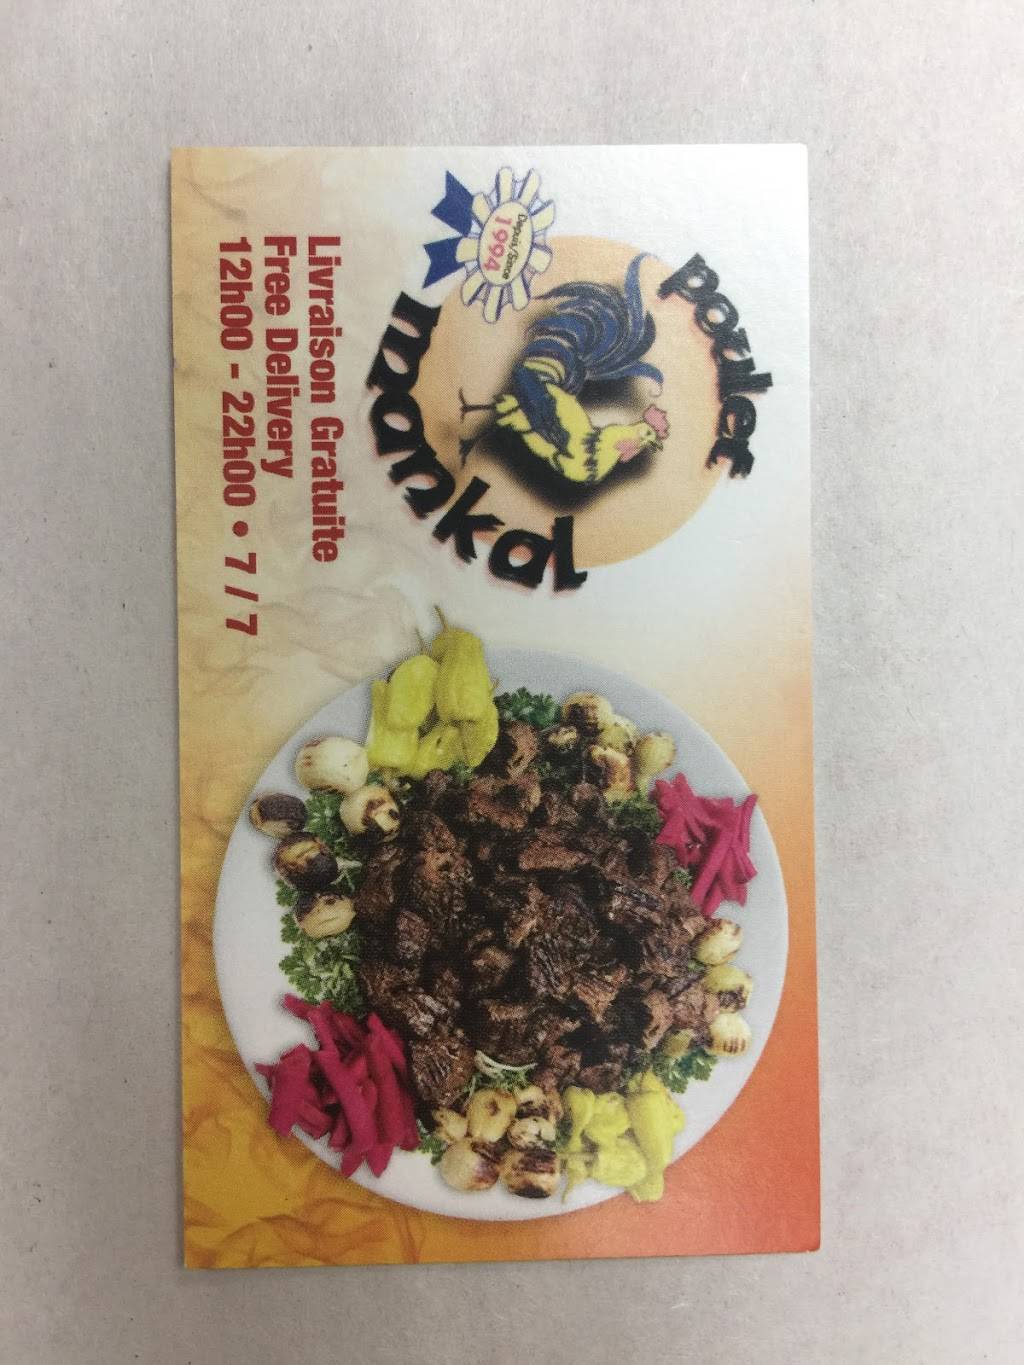 poulet
mankal
Depuis/Since
1994
Livraison Gratuite
Free Delivery
12h00 - 22h00 • 7 / 7